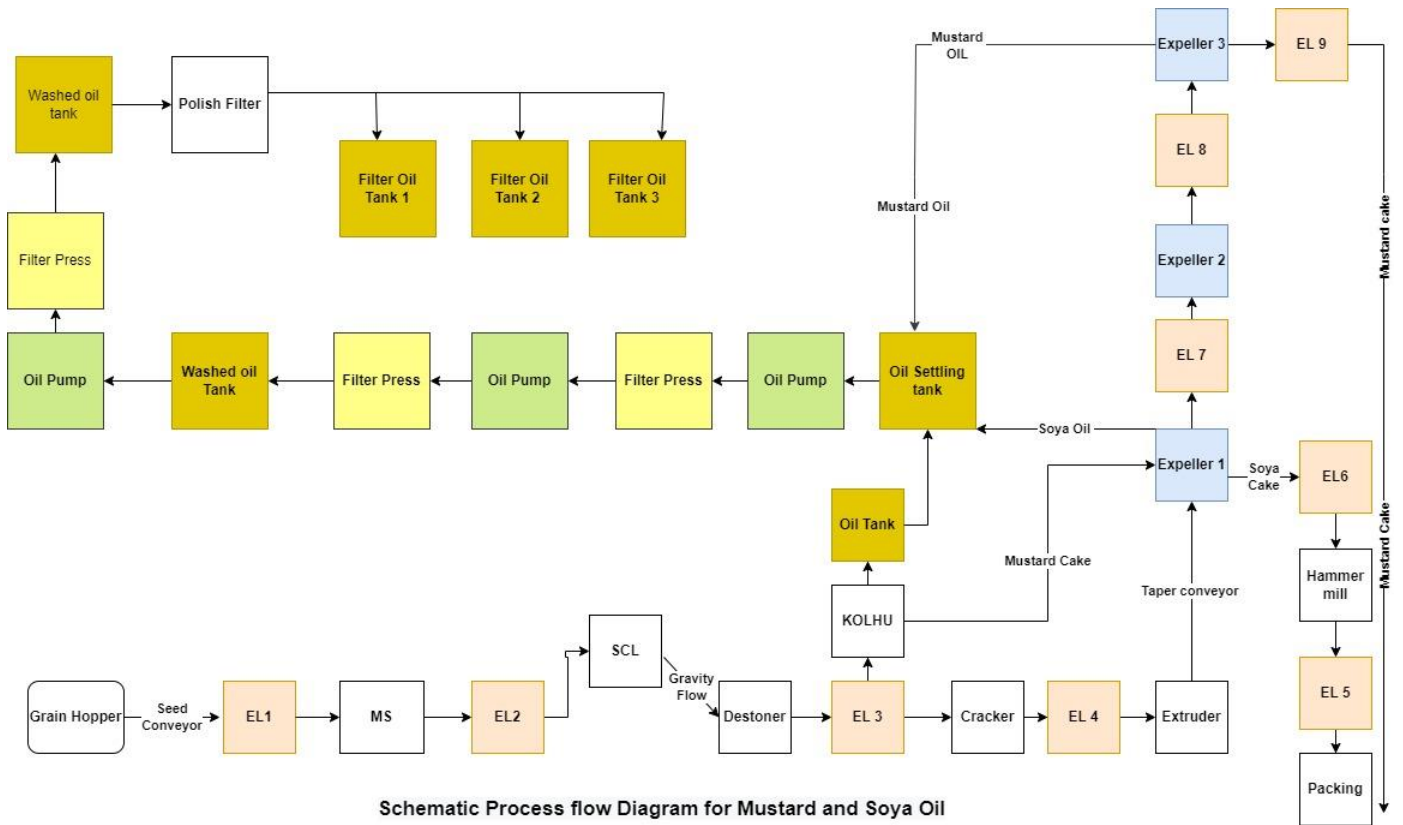 Mustard
OIL
Expeller 3
EL 9
Washed oil
tank
Polish Filter
EL 8
Filter Oil
Tank 1
Filter Oil
Tank 2
Filter Oil
Tank 3
Mustard Oil
Mustard cake
Filter Press
Expeller 2
Oil Pump
Washed oil
Tank
Filter Press
Oil Pump
Filter Press
Oil Pump
Oil Settling
tank
EL 7
Soya Oil
Expeller 1
Soya
Cake
EL6
Oil Tank
Mustard Cake
Mustard Cake
Taper conveyor
Hammer
mill
KOLHU
SCL
Gravity
Flow
Grain Hopper
Seed
Conveyor
EL1
MS
EL2
Destoner
EL 3
Cracker
EL 4
Extruder
EL 5
Packing
Schematic Process flow Diagram for Mustard and Soya Oil